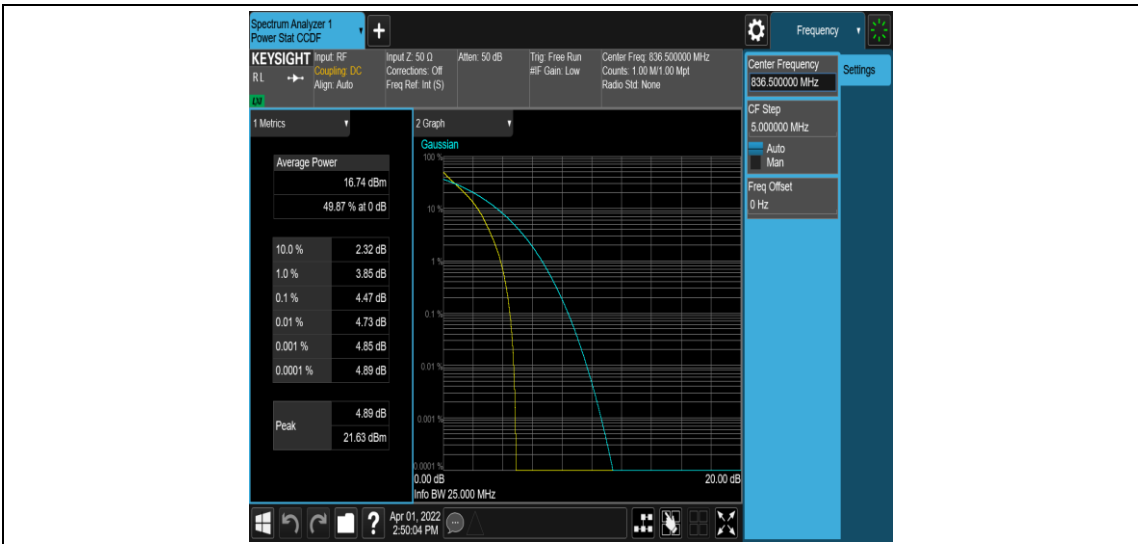 Spectrum Analyzer 1
Power Stat CCDF
+
Frequency
KEYSIGHT
RL
LXI
Input: RF
Coupling: DC
Align: Auto
Input Z: 50 Ω
Corrections: Off
Freq Ref: Int (S)
Atten: 50 dB
Trig: Free Run
#IF Gain: Low
Center Freq: 836.500000 MHz
Counts: 1.00 M/1.00 Mpt
Radio Std: None
Center Frequency
836.500000 MHz
Settings
CF Step
5.000000 MHz
Auto
Man
Freq Offset
0 Hz
1 Metrics
Average Power
16.74 dBm
49.87 % at 0 dB
10.0 % 2.32 dB
1.0 % 3.85 dB
0.1 % 4.47 dB
0.01 % 4.73 dB
0.001 % 4.85 dB
0.0001 % 4.89 dB
Peak
4.89 dB
21.63 dBm
2 Graph
Gaussian
100 %
10 %
1 %
0.1 %
0.01 %
0.001 %
0.0001 %
0.00 dB 20.00 dB
Info BW 25.000 MHz
?
Apr 01, 2022
2:50:04 PM